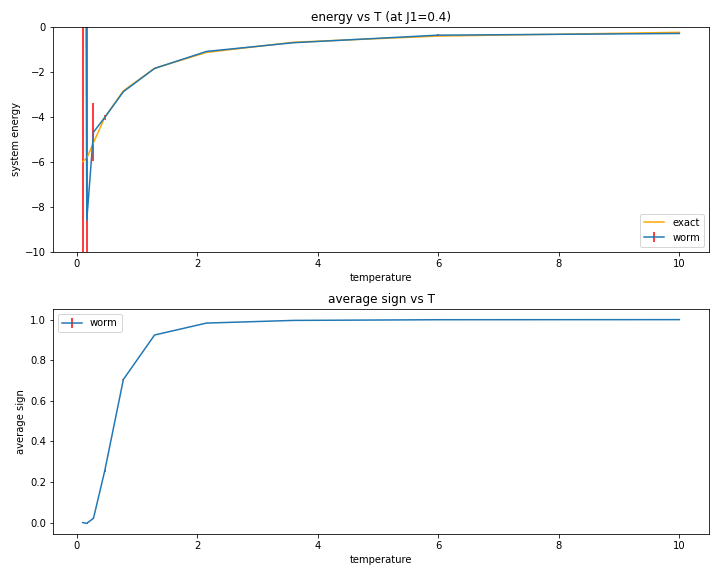 energy vs T (at J1=0.4)
0
−2
−4
−6
−8
−10
system energy
0
2
4
6
8
10
temperature
exact
worm
average sign vs T
worm
1.0
0.8
0.6
0.4
0.2
0.0
average sign
0
2
4
6
8
10
temperature